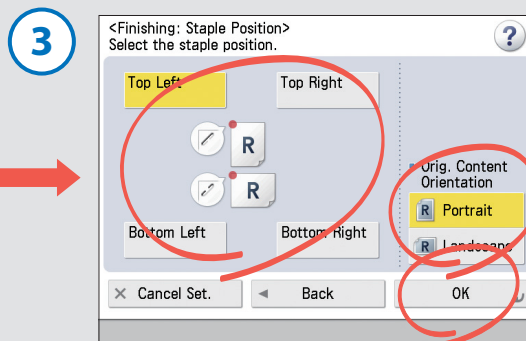 3
<Finishing: Staple Position>
Select the staple position.
?
Top Left
Top Right
R
R
Bottom Left
Bottom Right
Orig. Content
Orientation
R Portrait
R Landscape
× Cancel Set.
◄ Back
OK